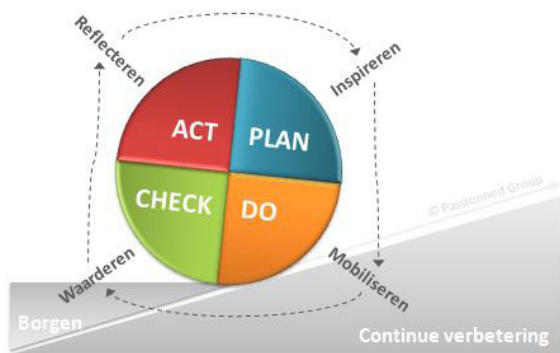 Reflecteren
Inspireren
ACT
PLAN
CHECK
DO
© Passionned Group
Waarderen
Mobiliseren
Borgen
Continue verbetering